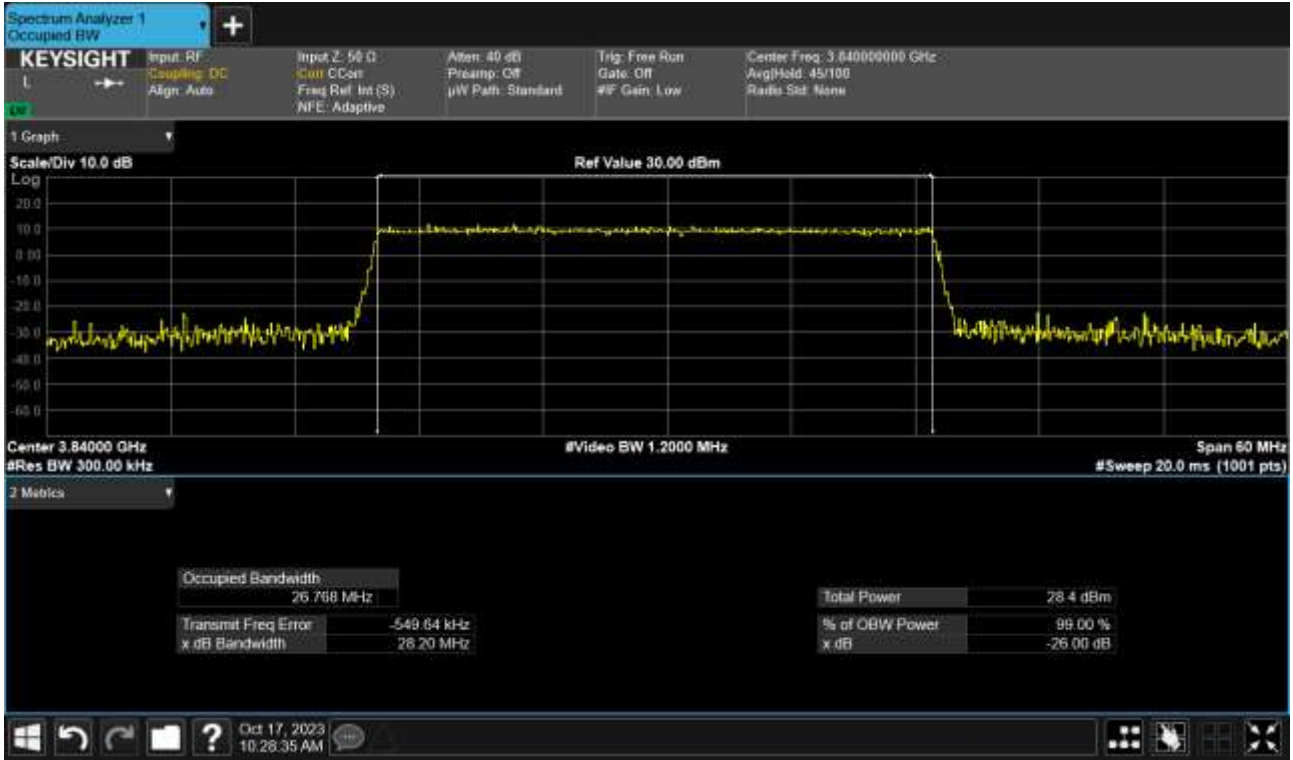 Spectrum Analyzer 1
Occupied BW
KEYSIGHT
L
Input: RF
Coupling: DC
Align: Auto
Input Z: 50 Ω
Corr CCorr
Freq Ref: Int (S)
NFE: Adaptive
Atten: 40 dB
Preamp: Off
µW Path: Standard
Trig: Free Run
Gate: Off
#IF Gain: Low
Center Freq: 3.840000000 GHz
Avg|Hold: 45/100
Radio Std: None
1 Graph
Scale/Div 10.0 dB
Ref Value 30.00 dBm
Log
20.0
10.0
0.00
-10.0
-20.0
-30.0
-40.0
-50.0
-60.0
Center 3.84000 GHz
#Video BW 1.2000 MHz
Span 60 MHz
#Res BW 300.00 kHz
#Sweep 20.0 ms (1001 pts)
2 Metrics
Occupied Bandwidth
26.768 MHz
Total Power 28.4 dBm
Transmit Freq Error -549.64 kHz
% of OBW Power 99.00 %
x dB Bandwidth 28.20 MHz
x dB -26.00 dB
Oct 17, 2023
10:28:35 AM